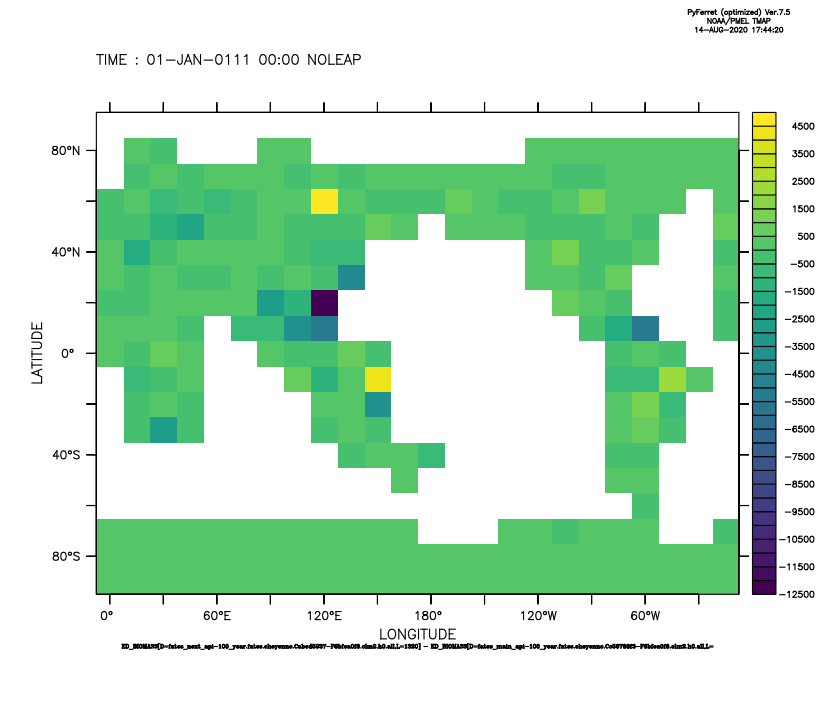 PyFerret (optimized) Ver.7.5
NOAA/PMEL TMAP
14-AUG-2020 17:44:20
TIME : 01-JAN-0111 00:00 NOLEAP
80°N
40°N
0°
40°S
80°S
LATITUDE
0°
60°E
120°E
180°
120°W
60°W
LONGITUDE
4500
3500
2500
1500
500
-500
-1500
-2500
-3500
-4500
-5500
-6500
-7500
-8500
-9500
-10500
-11500
-12500